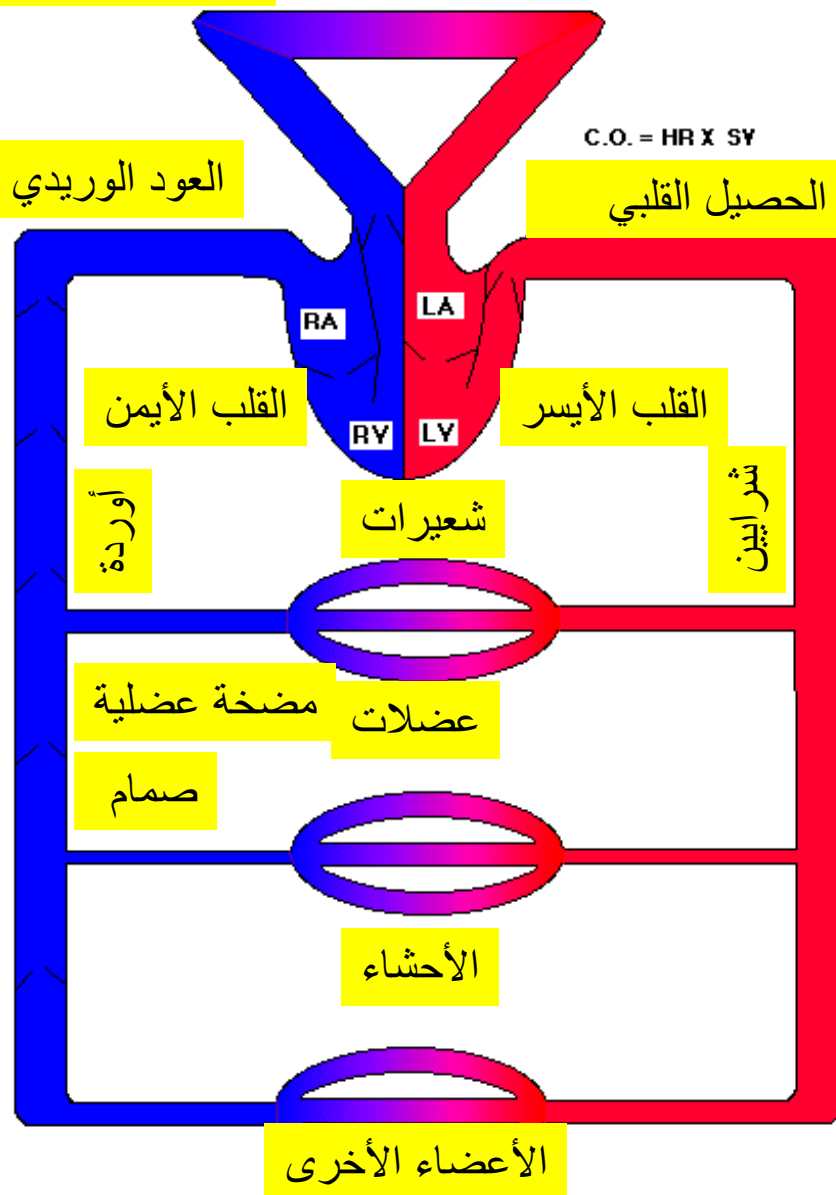 C.O. = HR X SV
العود الوريدي
الحصيل القلبي
RA
LA
القلب الأيمن
القلب الأيسر
RV
LV
أوردة
شعيرات
شرايين
مضخة عضلية
عضلات
صمام
الأحشاء
الأعضاء الأخرى